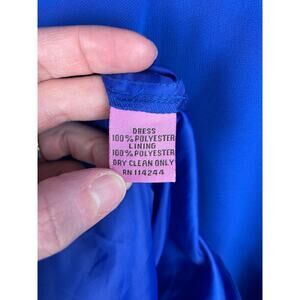 DRESS
100% POLYESTER
LINING
100% POLYESTER
DRY CLEAN ONLY
RN 114244